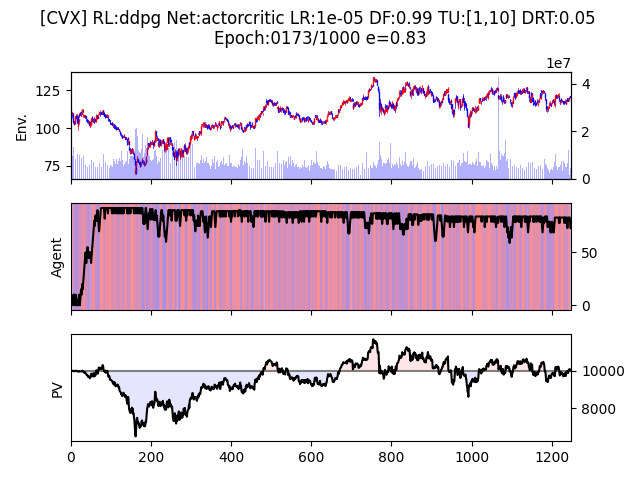 [CVX] RL:ddpg Net:actorcritic LR:1e-05 DF:0.99 TU:[1,10] DRT:0.05
Epoch:0173/1000 e=0.83
1e7
Env.
125
100
75
4
2
0
Agent
50
0
PV
10000
8000
0 200 400 600 800 1000 1200